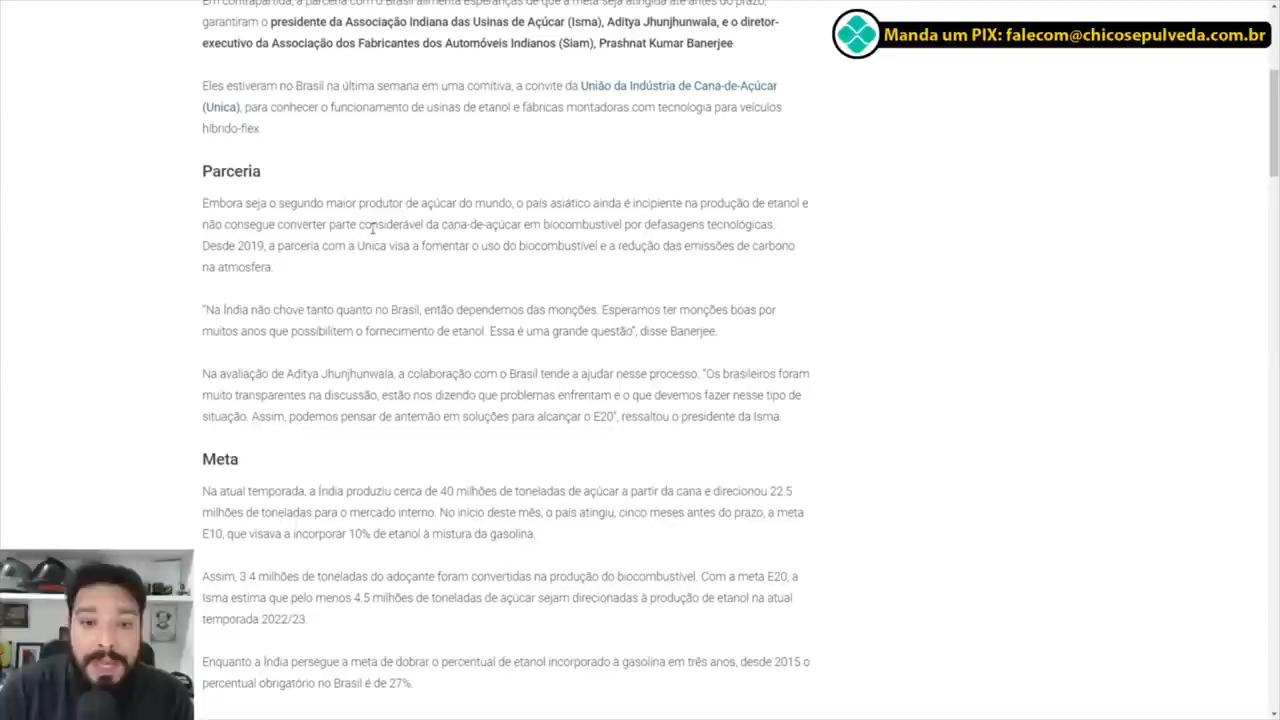 Em contrapartida, a parceria com o Brasil alimenta esperanças de que a meta seja atingida até antes do prazo,
garantiram o presidente da Associação Indiana das Usinas de Açúcar (Isma), Aditya Jhunjhunwala, e o diretor-
executivo da Associação dos Fabricantes dos Automóveis Indianos (Siam), Prashnat Kumar Banerjee
Manda um PIX: falecom@chicosepulveda.com.br
Eles estiveram no Brasil na última semana em uma comitiva, a convite da União da Indústria de Cana-de-Açúcar
(Unica), para conhecer o funcionamento de usinas de etanol e fábricas montadoras com tecnologia para veículos
híbrido-flex.
Parceria
Embora seja o segundo maior produtor de açúcar do mundo, o país asiático ainda é incipiente na produção de etanol e
não consegue converter parte considerável da cana-de-açúcar em biocombustível por defasagens tecnológicas.
Desde 2019, a parceria com a Unica visa a fomentar o uso do biocombustível e a redução das emissões de carbono
na atmosfera.
“Na Índia não chove tanto quanto no Brasil, então dependemos das monções. Esperamos ter monções boas por
muitos anos que possibilitem o fornecimento de etanol. Essa é uma grande questão”, disse Banerjee.
Na avaliação de Aditya Jhunjhunwala, a colaboração com o Brasil tende a ajudar nesse processo. “Os brasileiros foram
muito transparentes na discussão, estão nos dizendo que problemas enfrentam e o que devemos fazer nesse tipo de
situação. Assim, podemos pensar de antemão em soluções para alcançar o E20”, ressaltou o presidente da Isma.
Meta
Na atual temporada, a Índia produziu cerca de 40 milhões de toneladas de açúcar a partir da cana e direcionou 22.5
milhões de toneladas para o mercado interno. No início deste mês, o país atingiu, cinco meses antes do prazo, a meta
E10, que visava a incorporar 10% de etanol à mistura da gasolina.
Assim, 3 4 milhões de toneladas do adoçante foram convertidas na produção do biocombustível. Com a meta E20, a
Isma estima que pelo menos 4.5 milhões de toneladas de açúcar sejam direcionadas à produção de etanol na atual
temporada 2022/23.
Enquanto a Índia persegue a meta de dobrar o percentual de etanol incorporado à gasolina em três anos, desde 2015 o
percentual obrigatório no Brasil é de 27%.